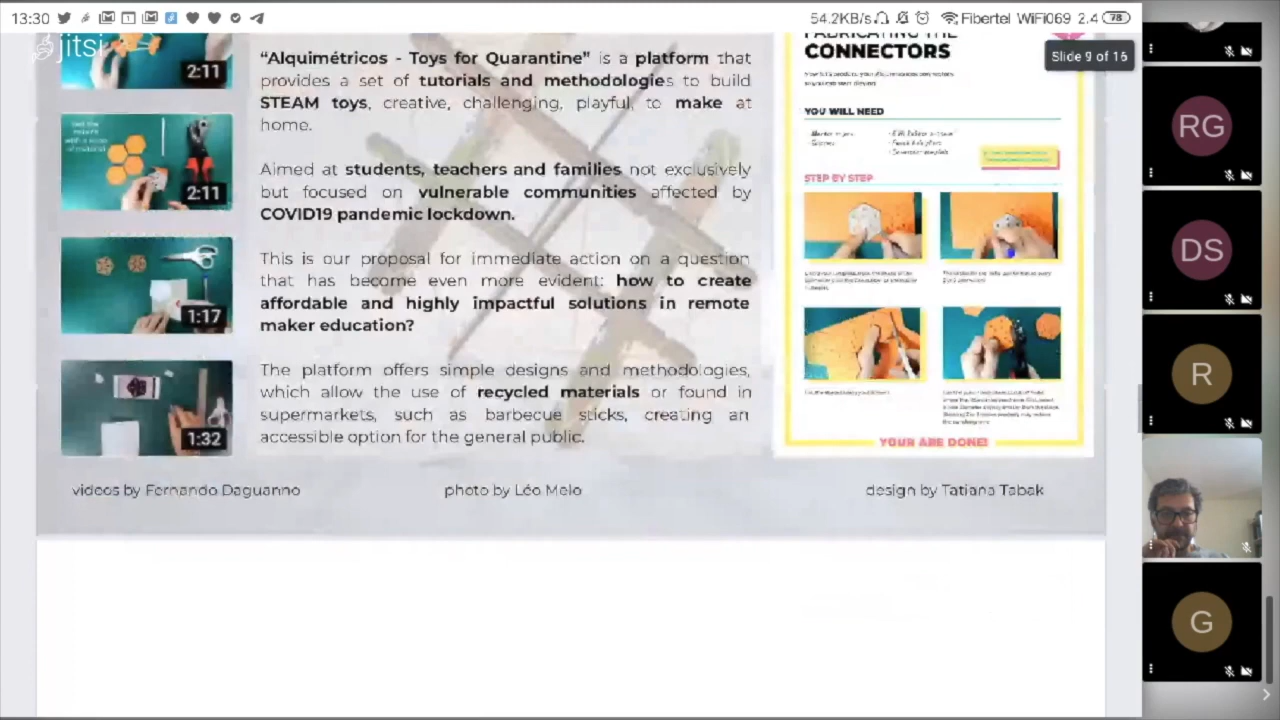 13:30
54.2KB/s
Fibertel WiFi069 2.4 78
jitsi
Slide 9 of 16
2:11
2:11
1:17
1:32
“Alquimétricos - Toys for Quarantine” is a platform that
provides a set of tutorials and methodologies to build
STEAM toys, creative, challenging, playful, to make at
home.
Aim to students, teachers and families not exclusively
but focused on vulnerable communities affected by
COVID19 pandemic lockdown.
This is our proposal for immediate action on a question
that has become even more evident: how to create
affordable and highly impactful solutions in remote
maker education?
The platform offers simple designs and methodologies,
which allow the use of recycled materials or found in
such as barbecue sticks, creating an
accessible option for the general public.
FABRICATING THE
CONNECTORS
YOU WILL NEED
STEP BY STEP
YOUR ARE DONE!
videos by Fernando Daguanno
photo by Léo Melo
design by Tatiana Tabak
RG
DS
R
G